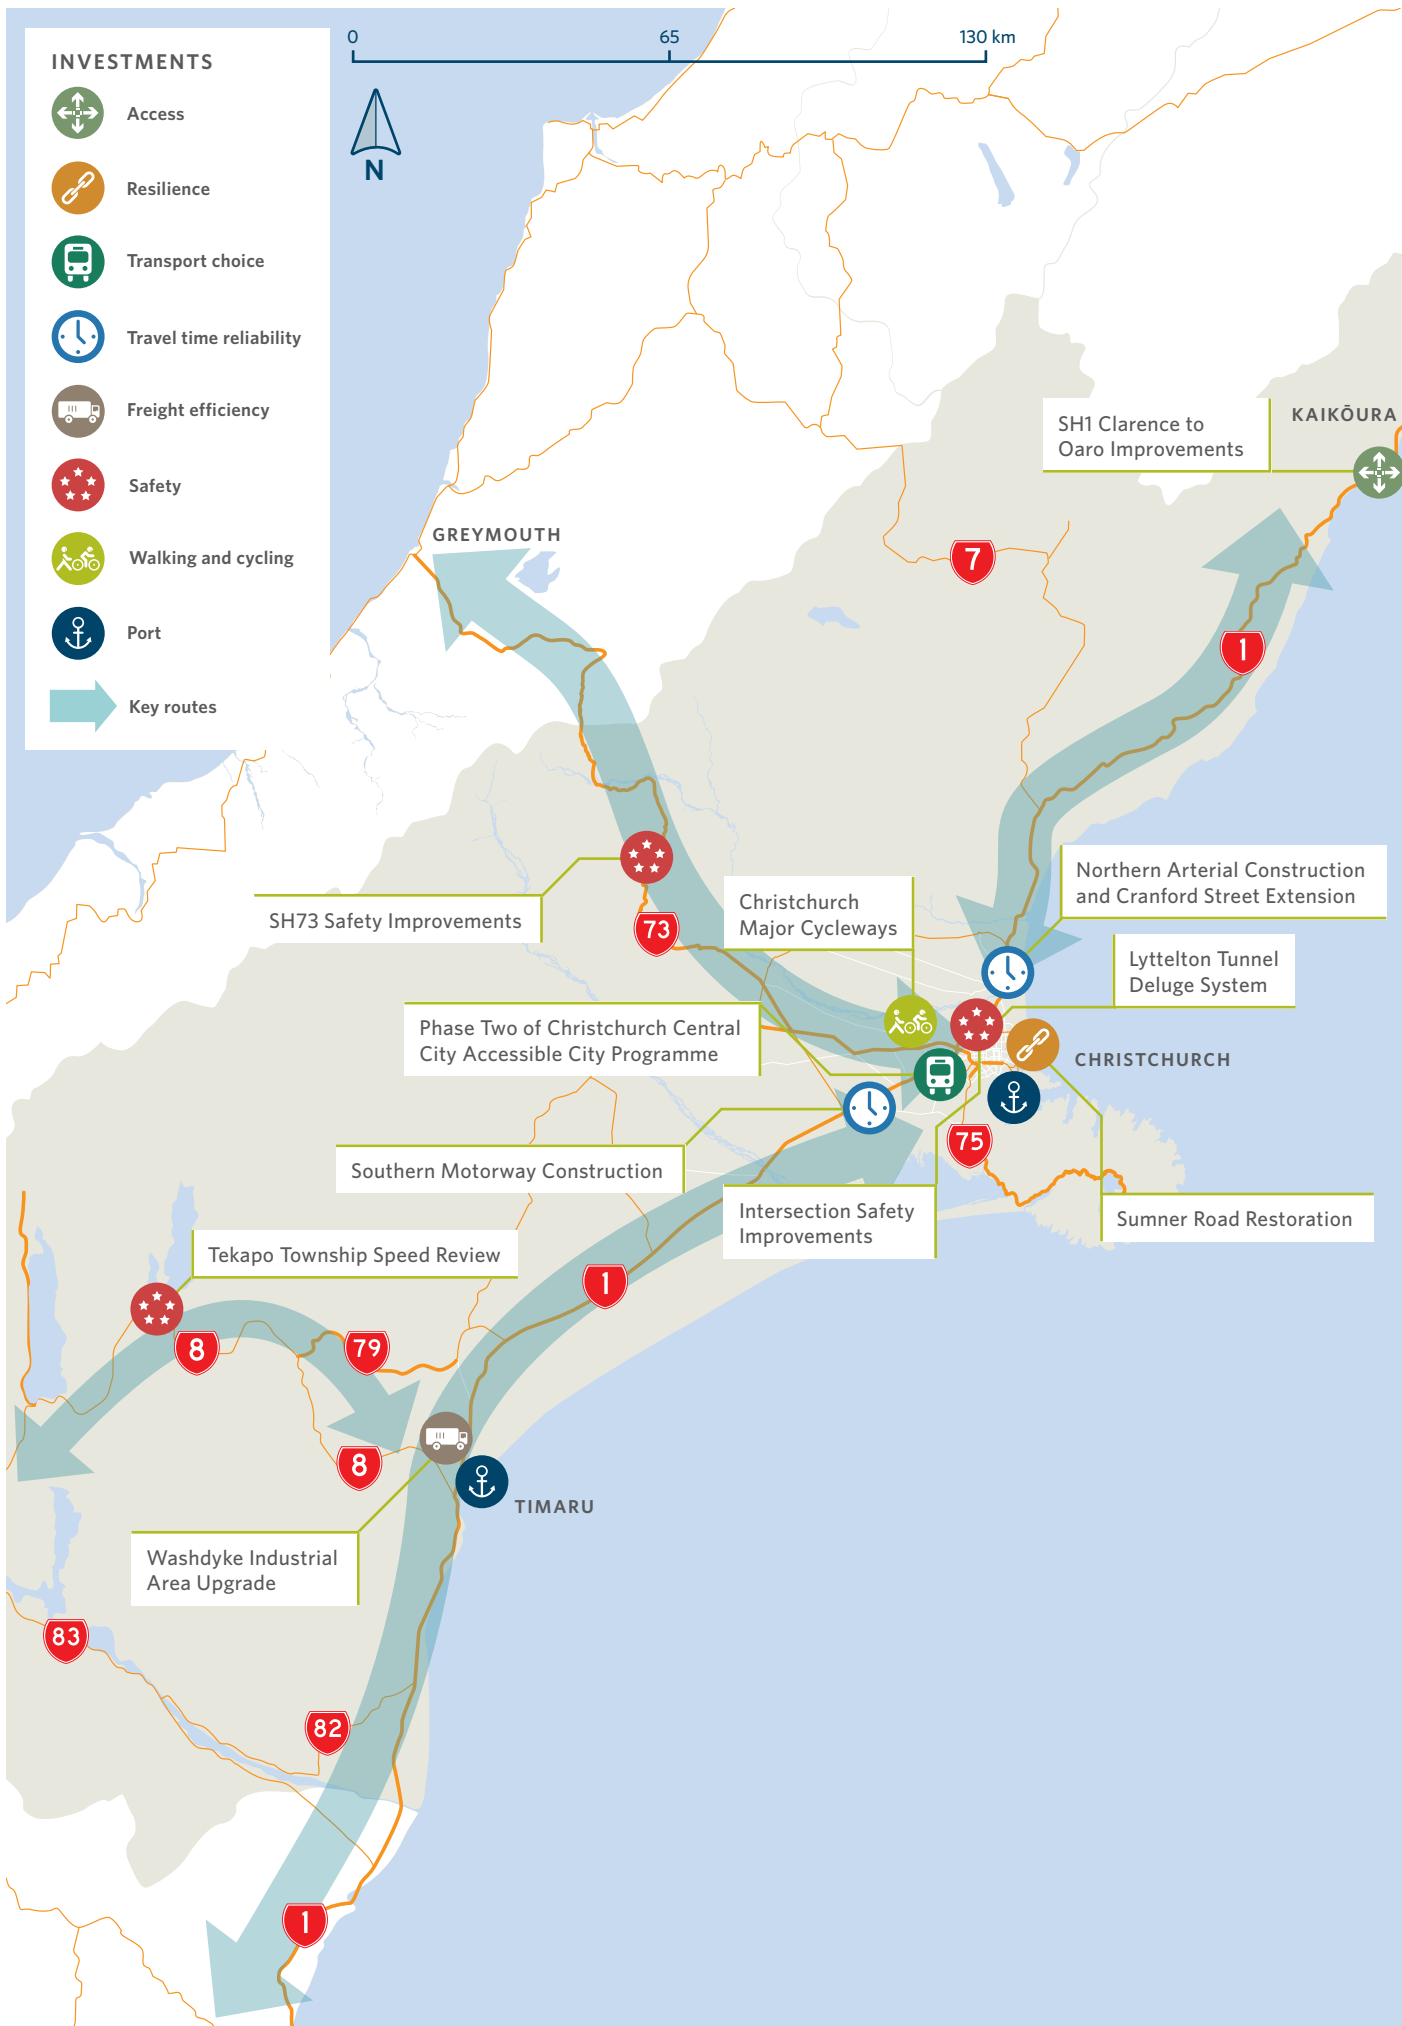 0
65
130 km
N
INVESTMENTS
Access
Resilience
Transport choice
Travel time reliability
Freight efficiency
Safety
Walking and cycling
Port
Key routes
SH1 Clarence to
Oaro Improvements
KAIKŌURA
GREYMOUTH
7
1
Northern Arterial Construction
and Cranford Street Extension
Christchurch
Major Cycleways
SH73 Safety Improvements
73
Lyttelton Tunnel
Deluge System
Phase Two of Christchurch Central
City Accessible City Programme
CHRISTCHURCH
75
Southern Motorway Construction
Intersection Safety
Improvements
Sumner Road Restoration
Tekapo Township Speed Review
1
8
79
8
TIMARU
Washdyke Industrial
Area Upgrade
83
82
1